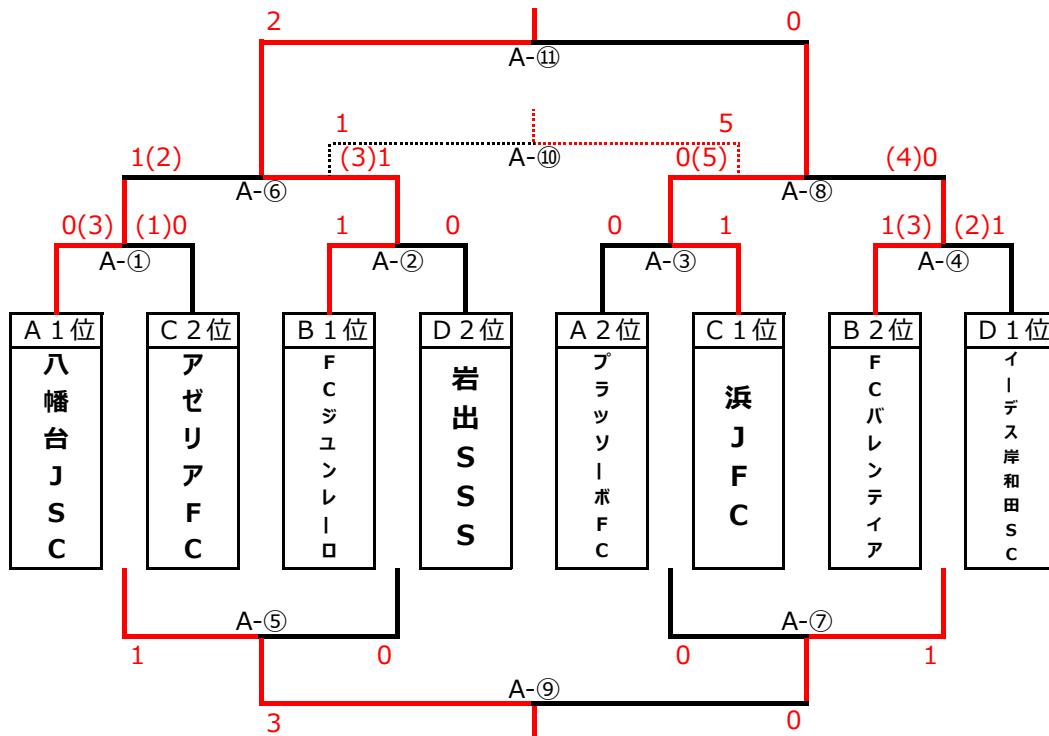 2 0
A-⑪
1 5
1(2) (3)1 A-⑩ 0(5) (4)0
A-⑥ A-⑧
0(3) (1)0 1 0 0 1 1(3) (2)1
A-① A-② A-③ A-④
A１位 C２位 B１位 D２位 A２位 C１位 B２位 D１位
八幡台JSC
アゼリアFC
FCジュンレーロ
岩出SSS
プラッソーボFC
浜JFC
FCバレンティア
イーデス岸和田SC
A-⑤ A-⑦
1 0 0 1
A-⑨
3 0